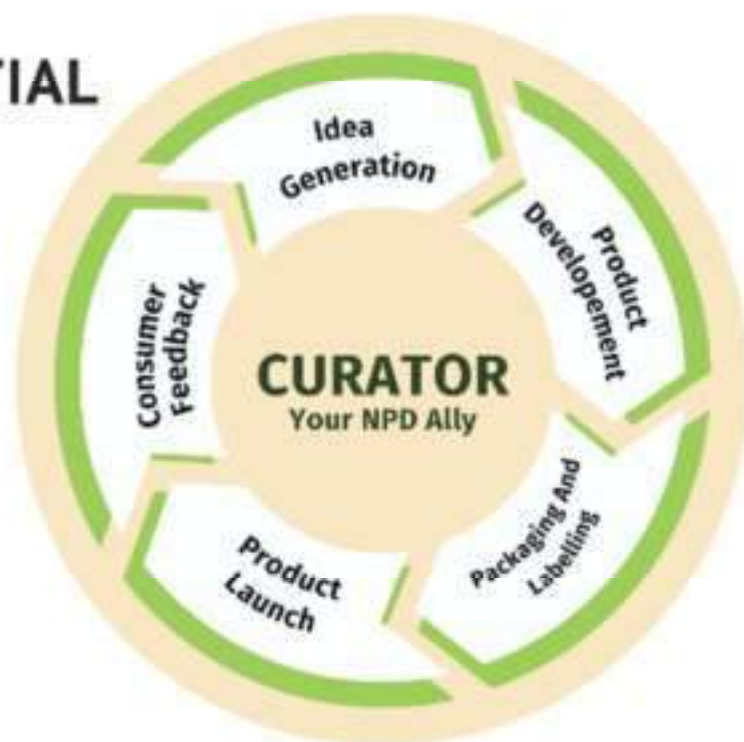 TIAL
Idea
Generation
Product
Developement
Packaging And
Labelling
Product
Launch
Consumer
Feedback
CURATOR
Your NPD Ally